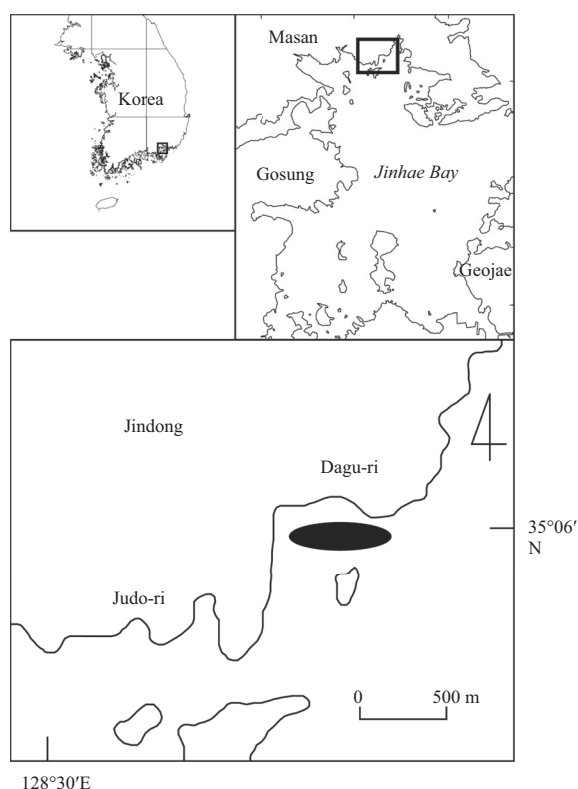 Korea
Masan
Gosung
Jinhae Bay
Geojae
Jindong
Dagu-ri
35°06′
N
Judo-ri
0 500 m
128°30′E